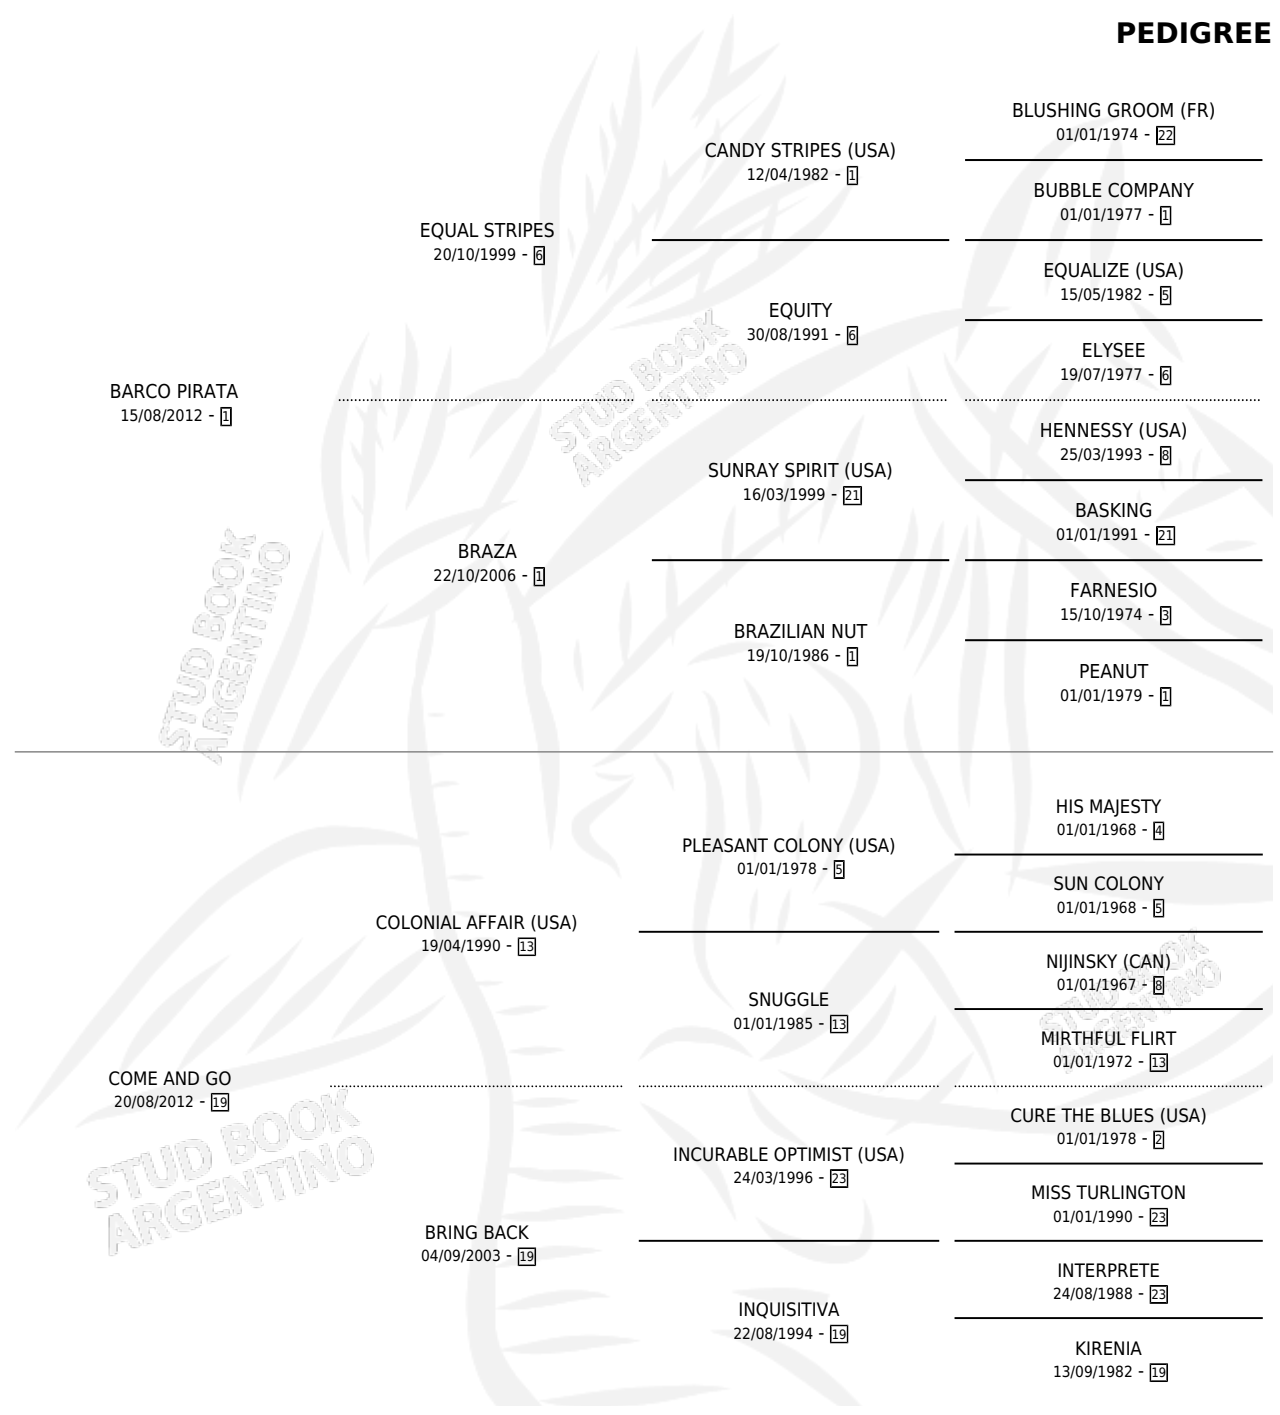 PEDIGREE
BLUSHING GROOM (FR)
01/01/1974 - 22
CANDY STRIPES (USA)
12/04/1982 - 1
BUBBLE COMPANY
01/01/1977 - 1
EQUAL STRIPES
20/10/1999 - 6
EQUALIZE (USA)
15/05/1982 - 5
EQUITY
30/08/1991 - 6
ELYSEE
19/07/1977 - 6
BARCO PIRATA
15/08/2012 - 1
HENNESSY (USA)
25/03/1993 - 8
SUNRAY SPIRIT (USA)
16/03/1999 - 21
BASKING
01/01/1991 - 21
BRAZA
22/10/2006 - 1
FARNESIO
15/10/1974 - 3
BRAZILIAN NUT
19/10/1986 - 1
PEANUT
01/01/1979 - 1
HIS MAJESTY
01/01/1968 - 4
PLEASANT COLONY (USA)
01/01/1978 - 5
SUN COLONY
01/01/1968 - 5
COLONIAL AFFAIR (USA)
19/04/1990 - 13
NIJINSKY (CAN)
01/01/1967 - 8
SNUGGLE
01/01/1985 - 13
MIRTHFUL FLIRT
01/01/1972 - 13
COME AND GO
20/08/2012 - 19
CURE THE BLUES (USA)
01/01/1978 - 2
INCURABLE OPTIMIST (USA)
24/03/1996 - 23
MISS TURLINGTON
01/01/1990 - 23
BRING BACK
04/09/2003 - 19
INTERPRETE
24/08/1988 - 23
INQUISITIVA
22/08/1994 - 19
KIRENIA
13/09/1982 - 19
STUD BOOK
ARGENTINO
STUD BOOK
ARGENTINO
STUD BOOK
ARGENTINO
STUD BOOK
ARGENTINO